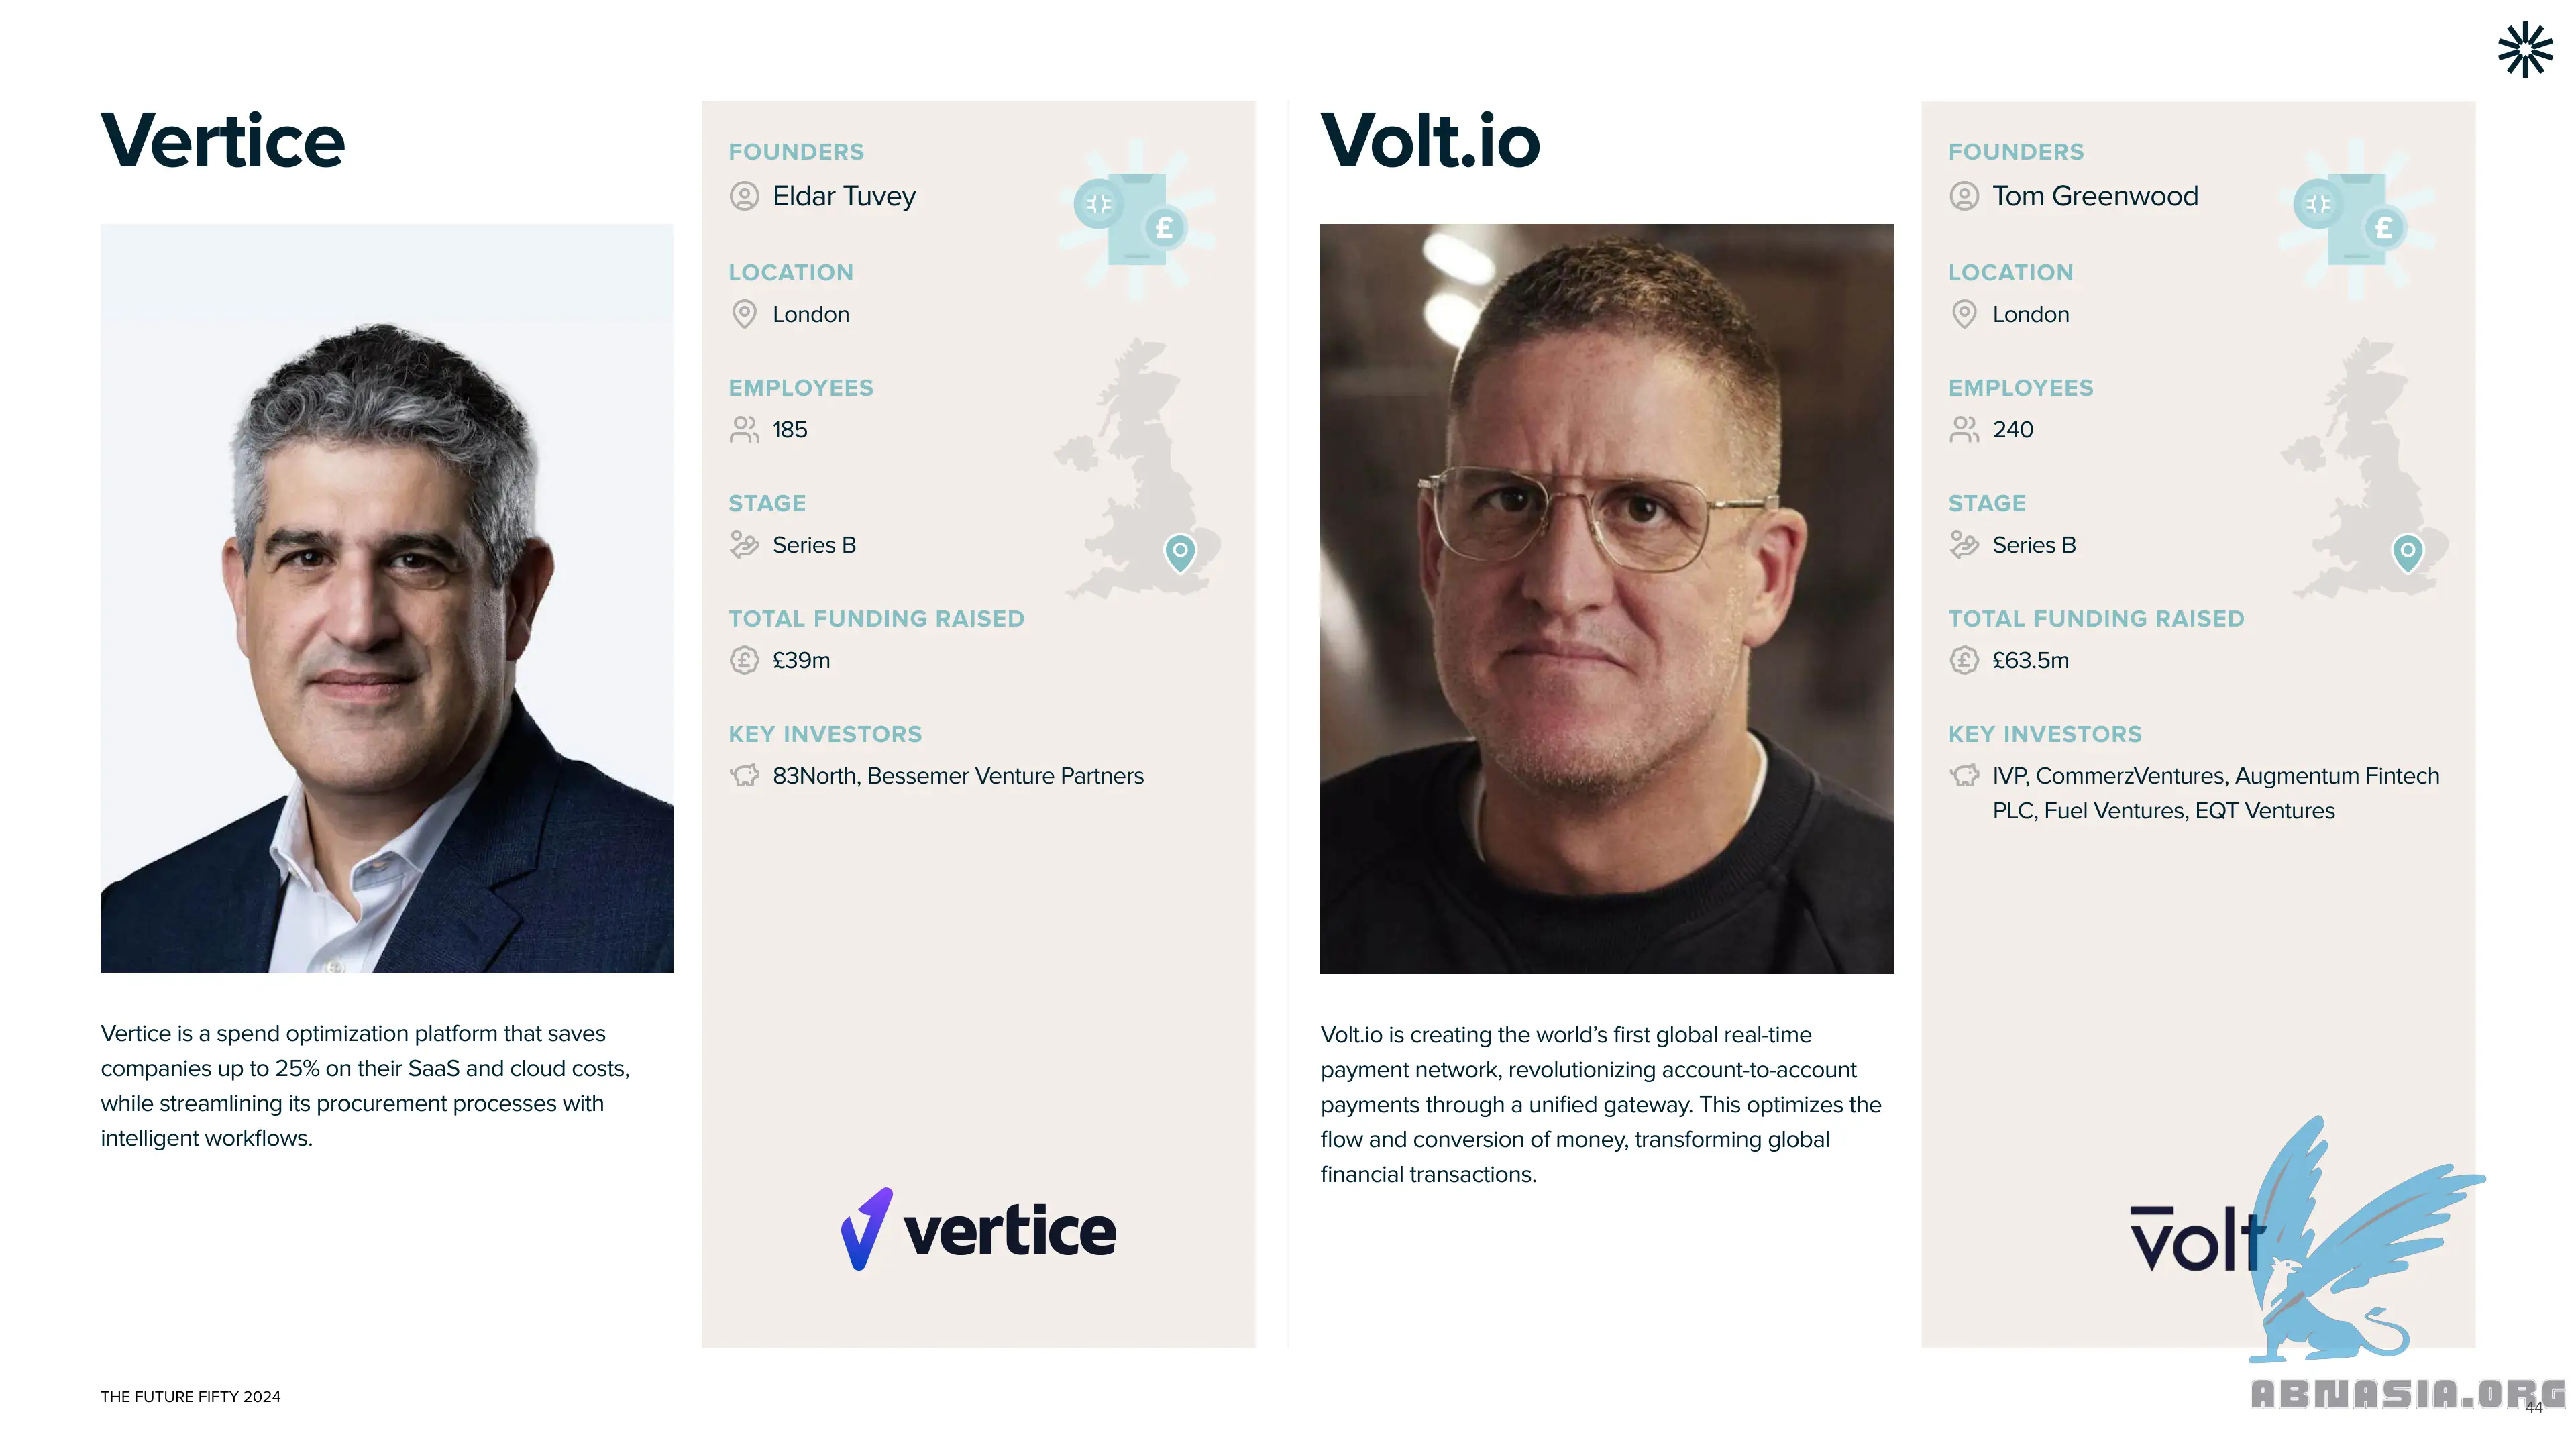 Vertice
FOUNDERS
Eldar Tuvey
LOCATION
London
EMPLOYEES
185
STAGE
Series B
TOTAL FUNDING RAISED
£
£39m
KEY INVESTORS
83North, Bessemer Venture Partners
£
Vertice is a spend optimization platform that saves
companies up to 25% on their SaaS and cloud costs,
while streamlining its procurement processes with
intelligent workflows.
vertice
Volt.io
FOUNDERS
Tom Greenwood
LOCATION
London
EMPLOYEES
240
STAGE
Series B
TOTAL FUNDING RAISED
£
£63.5m
KEY INVESTORS
IVP, CommerzVentures, Augmentum Fintech
PLC, Fuel Ventures, EQT Ventures
£
Volt.io is creating the world’s first global real-time
payment network, revolutionizing account-to-account
payments through a unified gateway. This optimizes the
flow and conversion of money, transforming global
financial transactions.
volt
THE FUTURE FIFTY 2024
ABNASIA.ORG
44